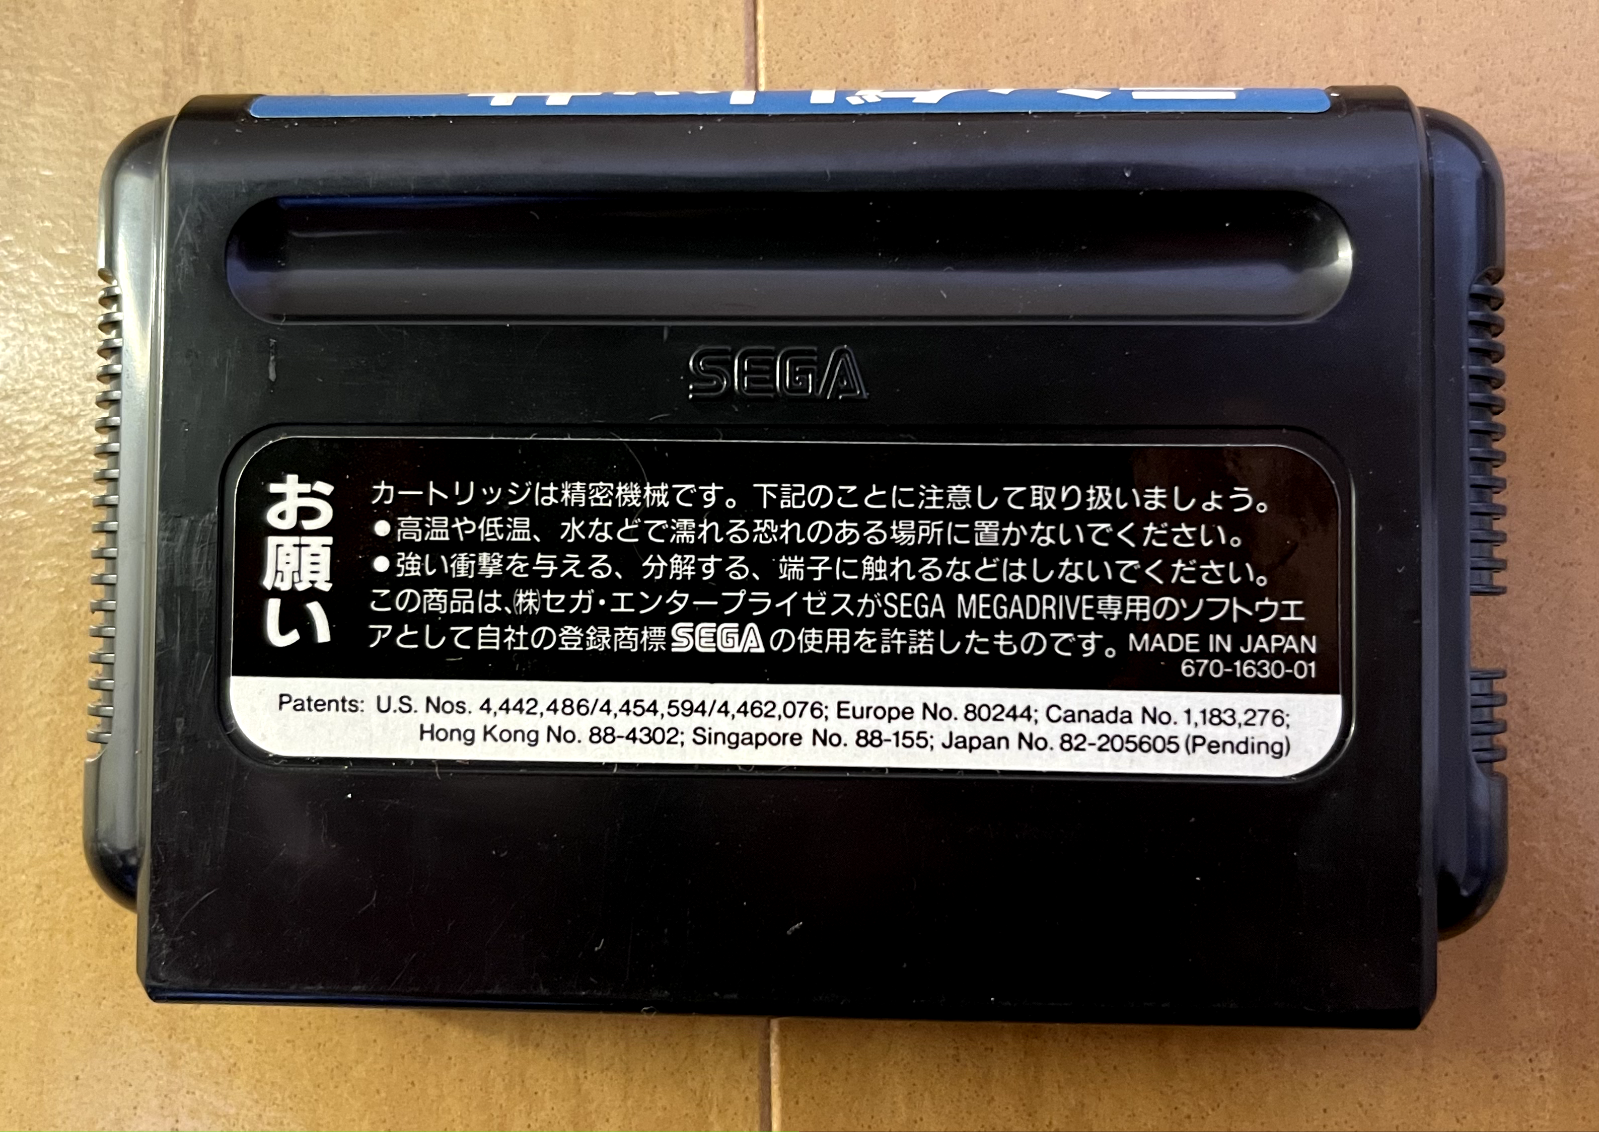 SEGA
お願い
カートリッジは精密機械です。下記のことに注意して取り扱いましょう。
●高温や低温、水などで濡れる恐れのある場所に置かないでください。
●強い衝撃を与える、分解する、端子に触れるなどはしないでください。
この商品は、㈱セガ・エンタープライゼスがSEGA MEGADRIVE専用のソフトウエ
アとして自社の登録商標SEGAの使用を許諾したものです。MADE IN JAPAN
670-1630-01
Patents: U.S. Nos. 4,442,486/4,454,594/4,462,076; Europe No. 80244; Canada No. 1,183,276;
Hong Kong No. 88-4302; Singapore No. 88-155; Japan No. 82-205605 (Pending)